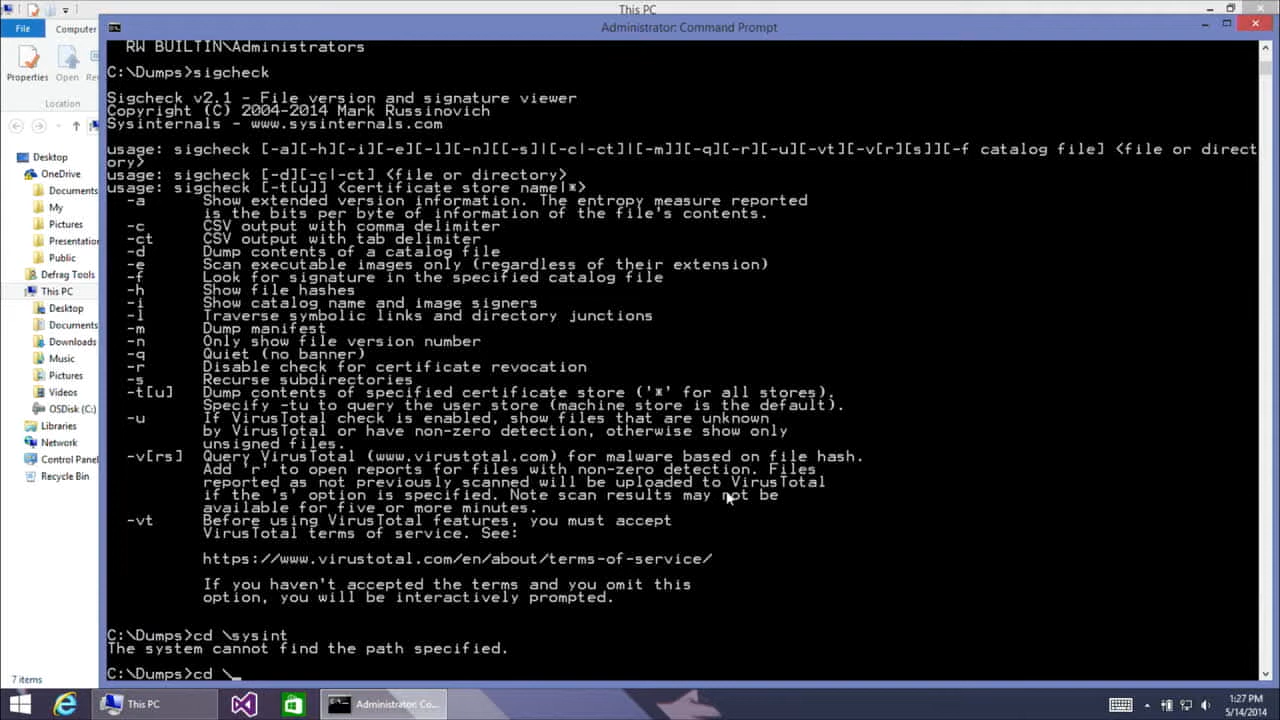 This PC
File
Computer
Administrator: Command Prompt
Properties
Open
Location
Desktop
OneDrive
Documents
My
Pictures
Presentation
Public
Defrag Tools
This PC
Desktop
Documents
Downloads
Music
Pictures
Videos
OSDisk (C:)
Libraries
Network
Control Panel
Recycle Bin
7 items
RW BUILTIN\Administrators
C:\Dumps>sigcheck
Sigcheck v2.1 - File version and signature viewer
Copyright (C) 2004-2014 Mark Russinovich
Sysinternals - www.sysinternals.com
usage: sigcheck [-a][-h][-i][-e][-l][-n][[-s]|[-c|-ct]|[-m]][-q][-r][-u][-vt][-v[r][s]][-f catalog file] <file or direct
ory>
usage: sigcheck [-d][-c|-ct] <file or directory>
usage: sigcheck [-t[u]] <certificate store name|*>
-a Show extended version information. The entropy measure reported
is the bits per byte of information of the file's contents.
-c CSV output with comma delimiter
-ct CSV output with tab delimiter
-d Dump contents of a catalog file
-e Scan executable images only (regardless of their extension)
-f Look for signature in the specified catalog file
-h Show file hashes
-i Show catalog name and image signers
-l Traverse symbolic links and directory junctions
-m Dump manifest
-n Only show file version number
-q Quiet (no banner)
-r Disable check for certificate revocation
-s Recurse subdirectories
-t[u] Dump contents of specified certificate store ('*' for all stores).
Specify -tu to query the user store (machine store is the default).
-u If VirusTotal check is enabled, show files that are unknown
by VirusTotal or have non-zero detection, otherwise show only
unsigned files.
-v[rs] Query VirusTotal (www.virustotal.com) for malware based on file hash.
Add 'r' to open reports for files with non-zero detection. Files
reported as not previously scanned will be uploaded to VirusTotal
if the 's' option is specified. Note scan results may not be
available for five or more minutes.
-vt Before using VirusTotal features, you must accept
VirusTotal terms of service. See:
https://www.virustotal.com/en/about/terms-of-service/
If you haven't accepted the terms and you omit this
option, you will be interactively prompted.
C:\Dumps>cd \sysint
The system cannot find the path specified.
C:\Dumps>cd \_
This PC
Administrator: Co...
1:27 PM
5/14/2014